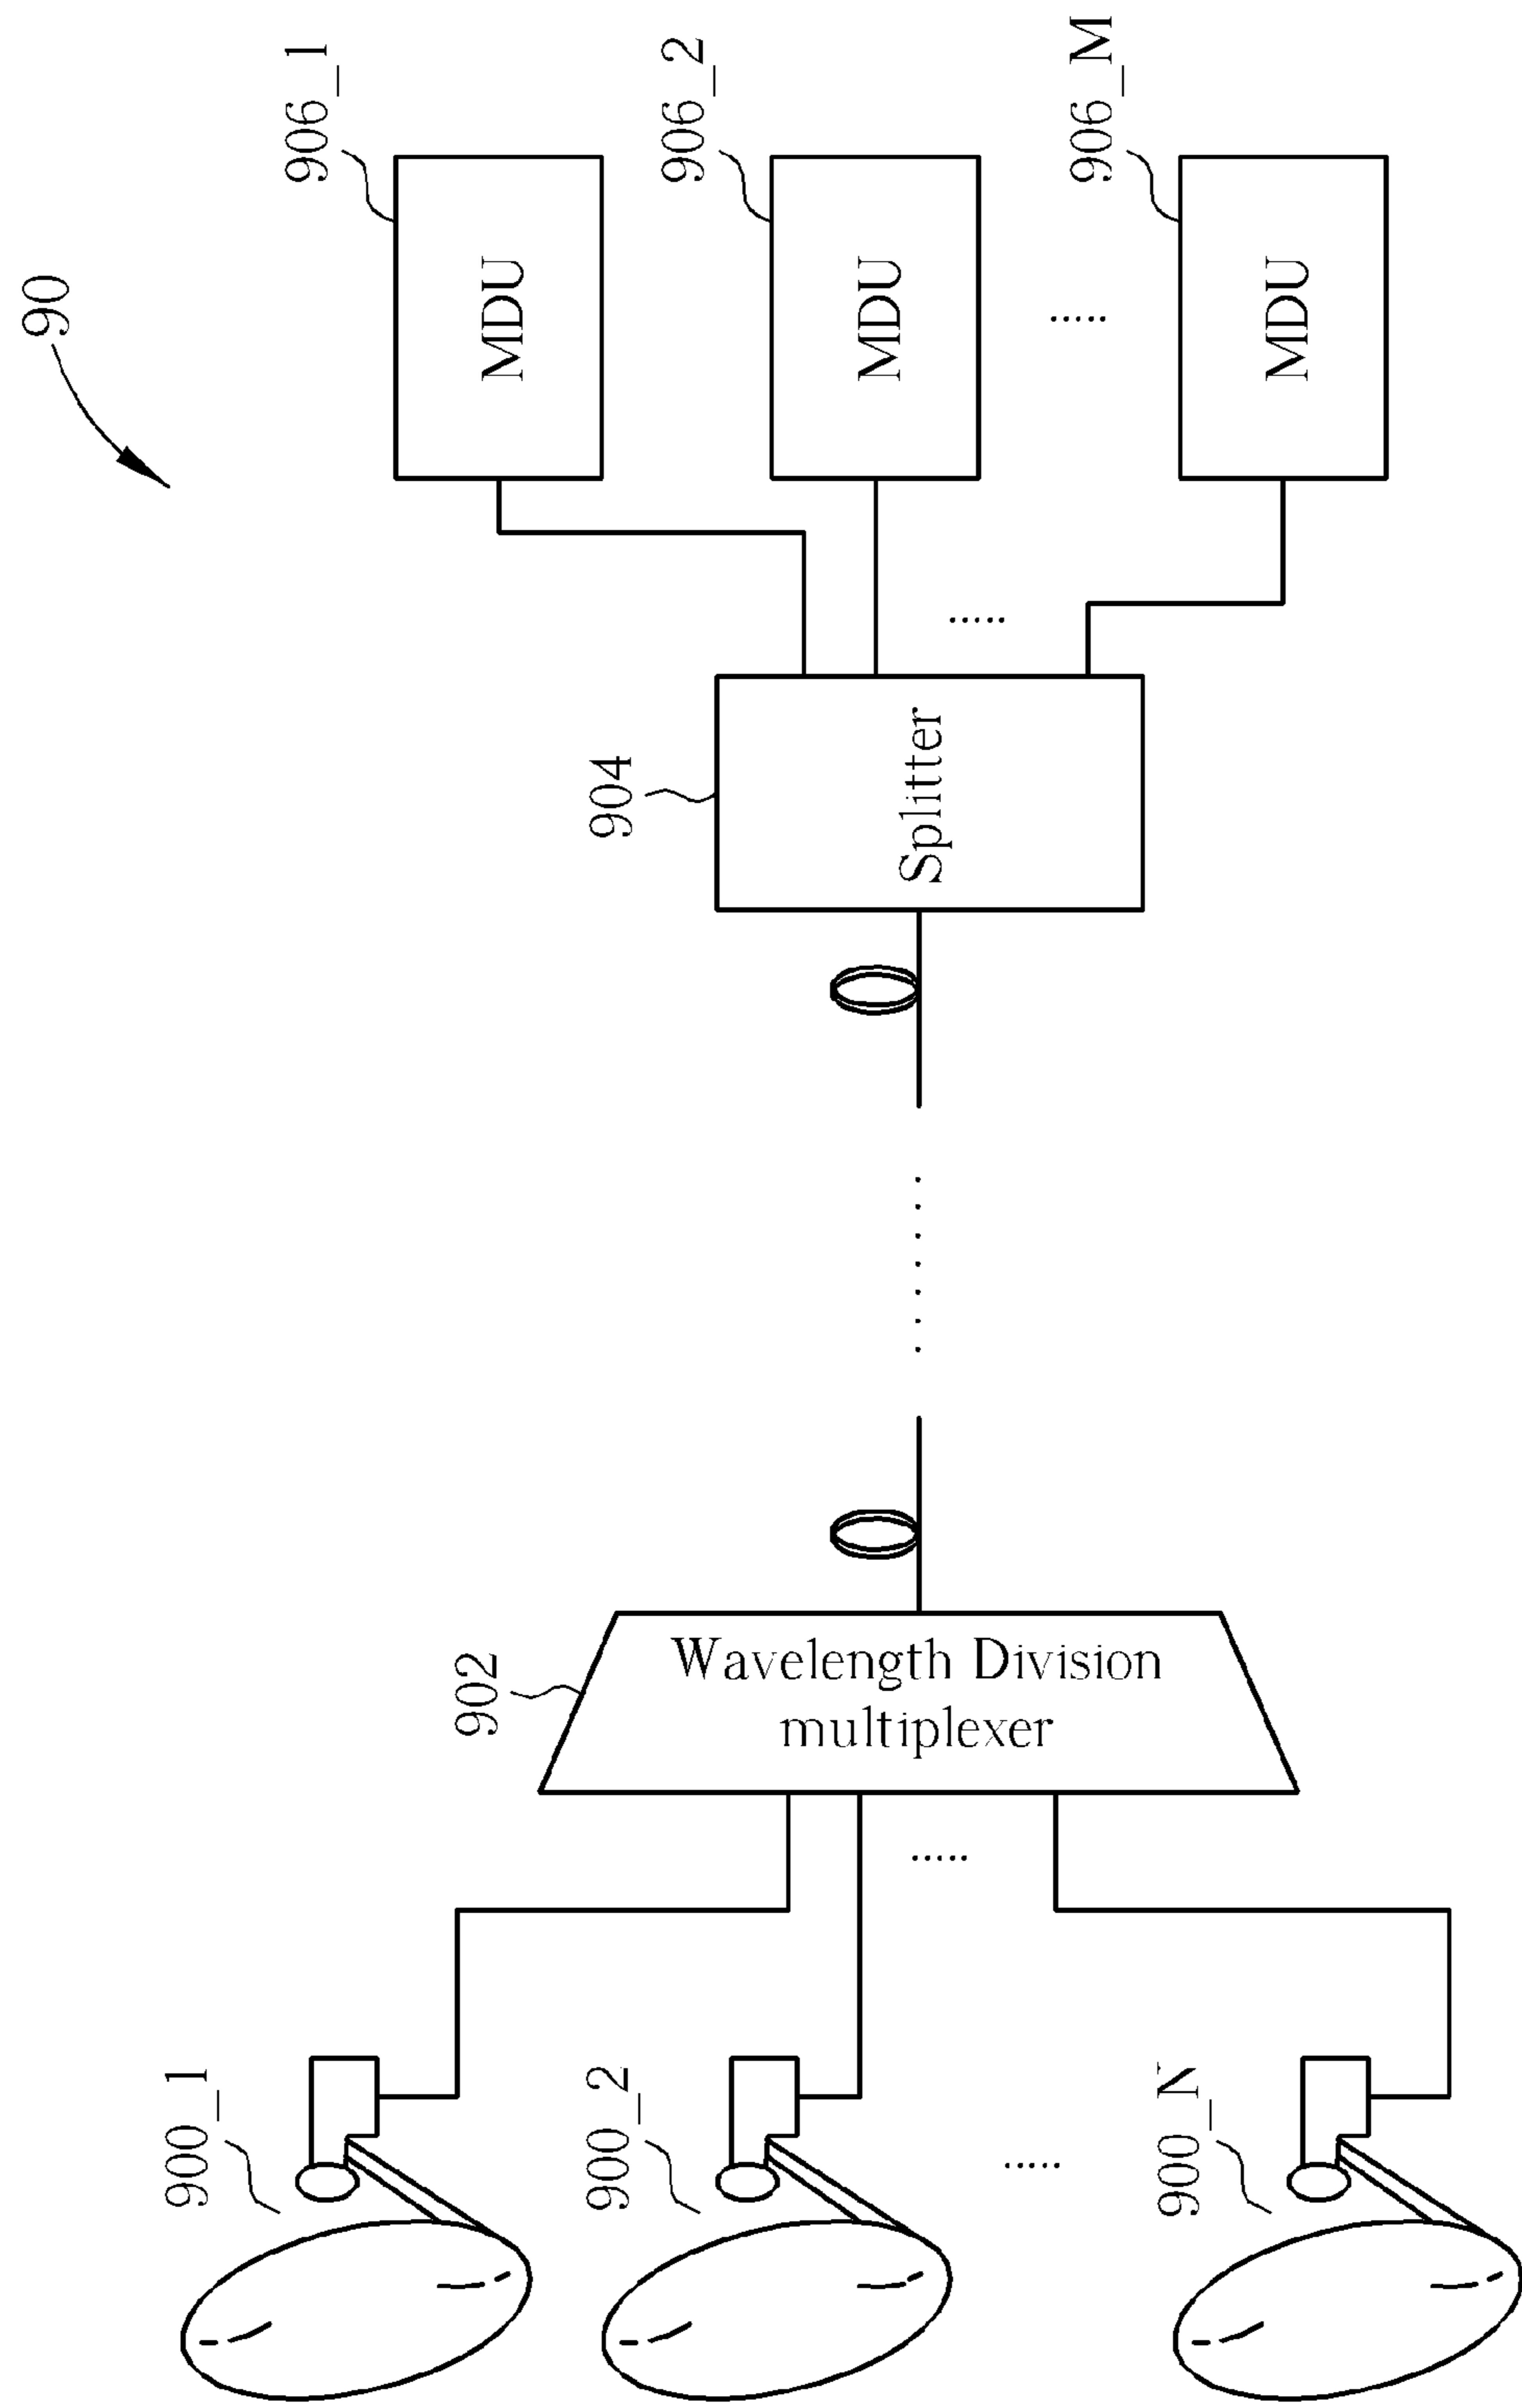 90
906_1
MDU
906_2
MDU
.....
906_M
MDU
904
Splitter
.....
.......
902
Wavelength Division
multiplexer
.....
900_1
900_2
.....
900_N